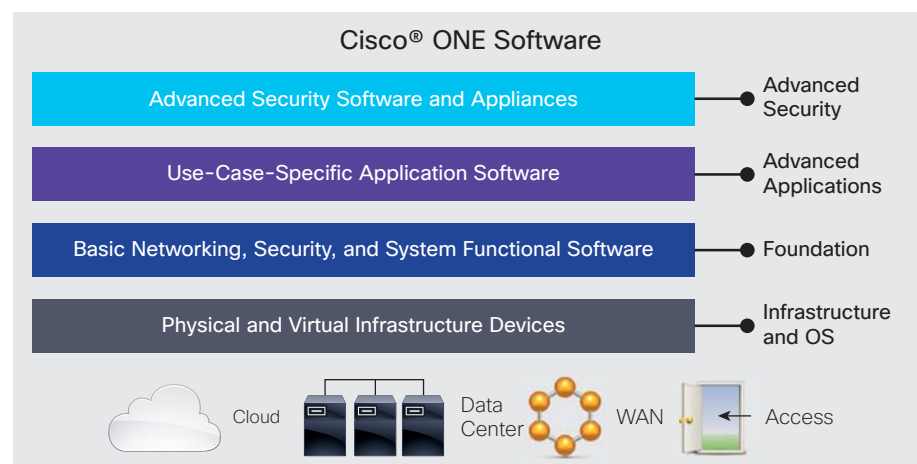 Cisco® ONE Software
Advanced Security Software and Appliances
Advanced
Security
Use-Case-Specific Application Software
Advanced
Applications
Basic Networking, Security, and System Functional Software
Foundation
Physical and Virtual Infrastructure Devices
Infrastructure
and OS
Cloud
Data
Center
WAN
Access